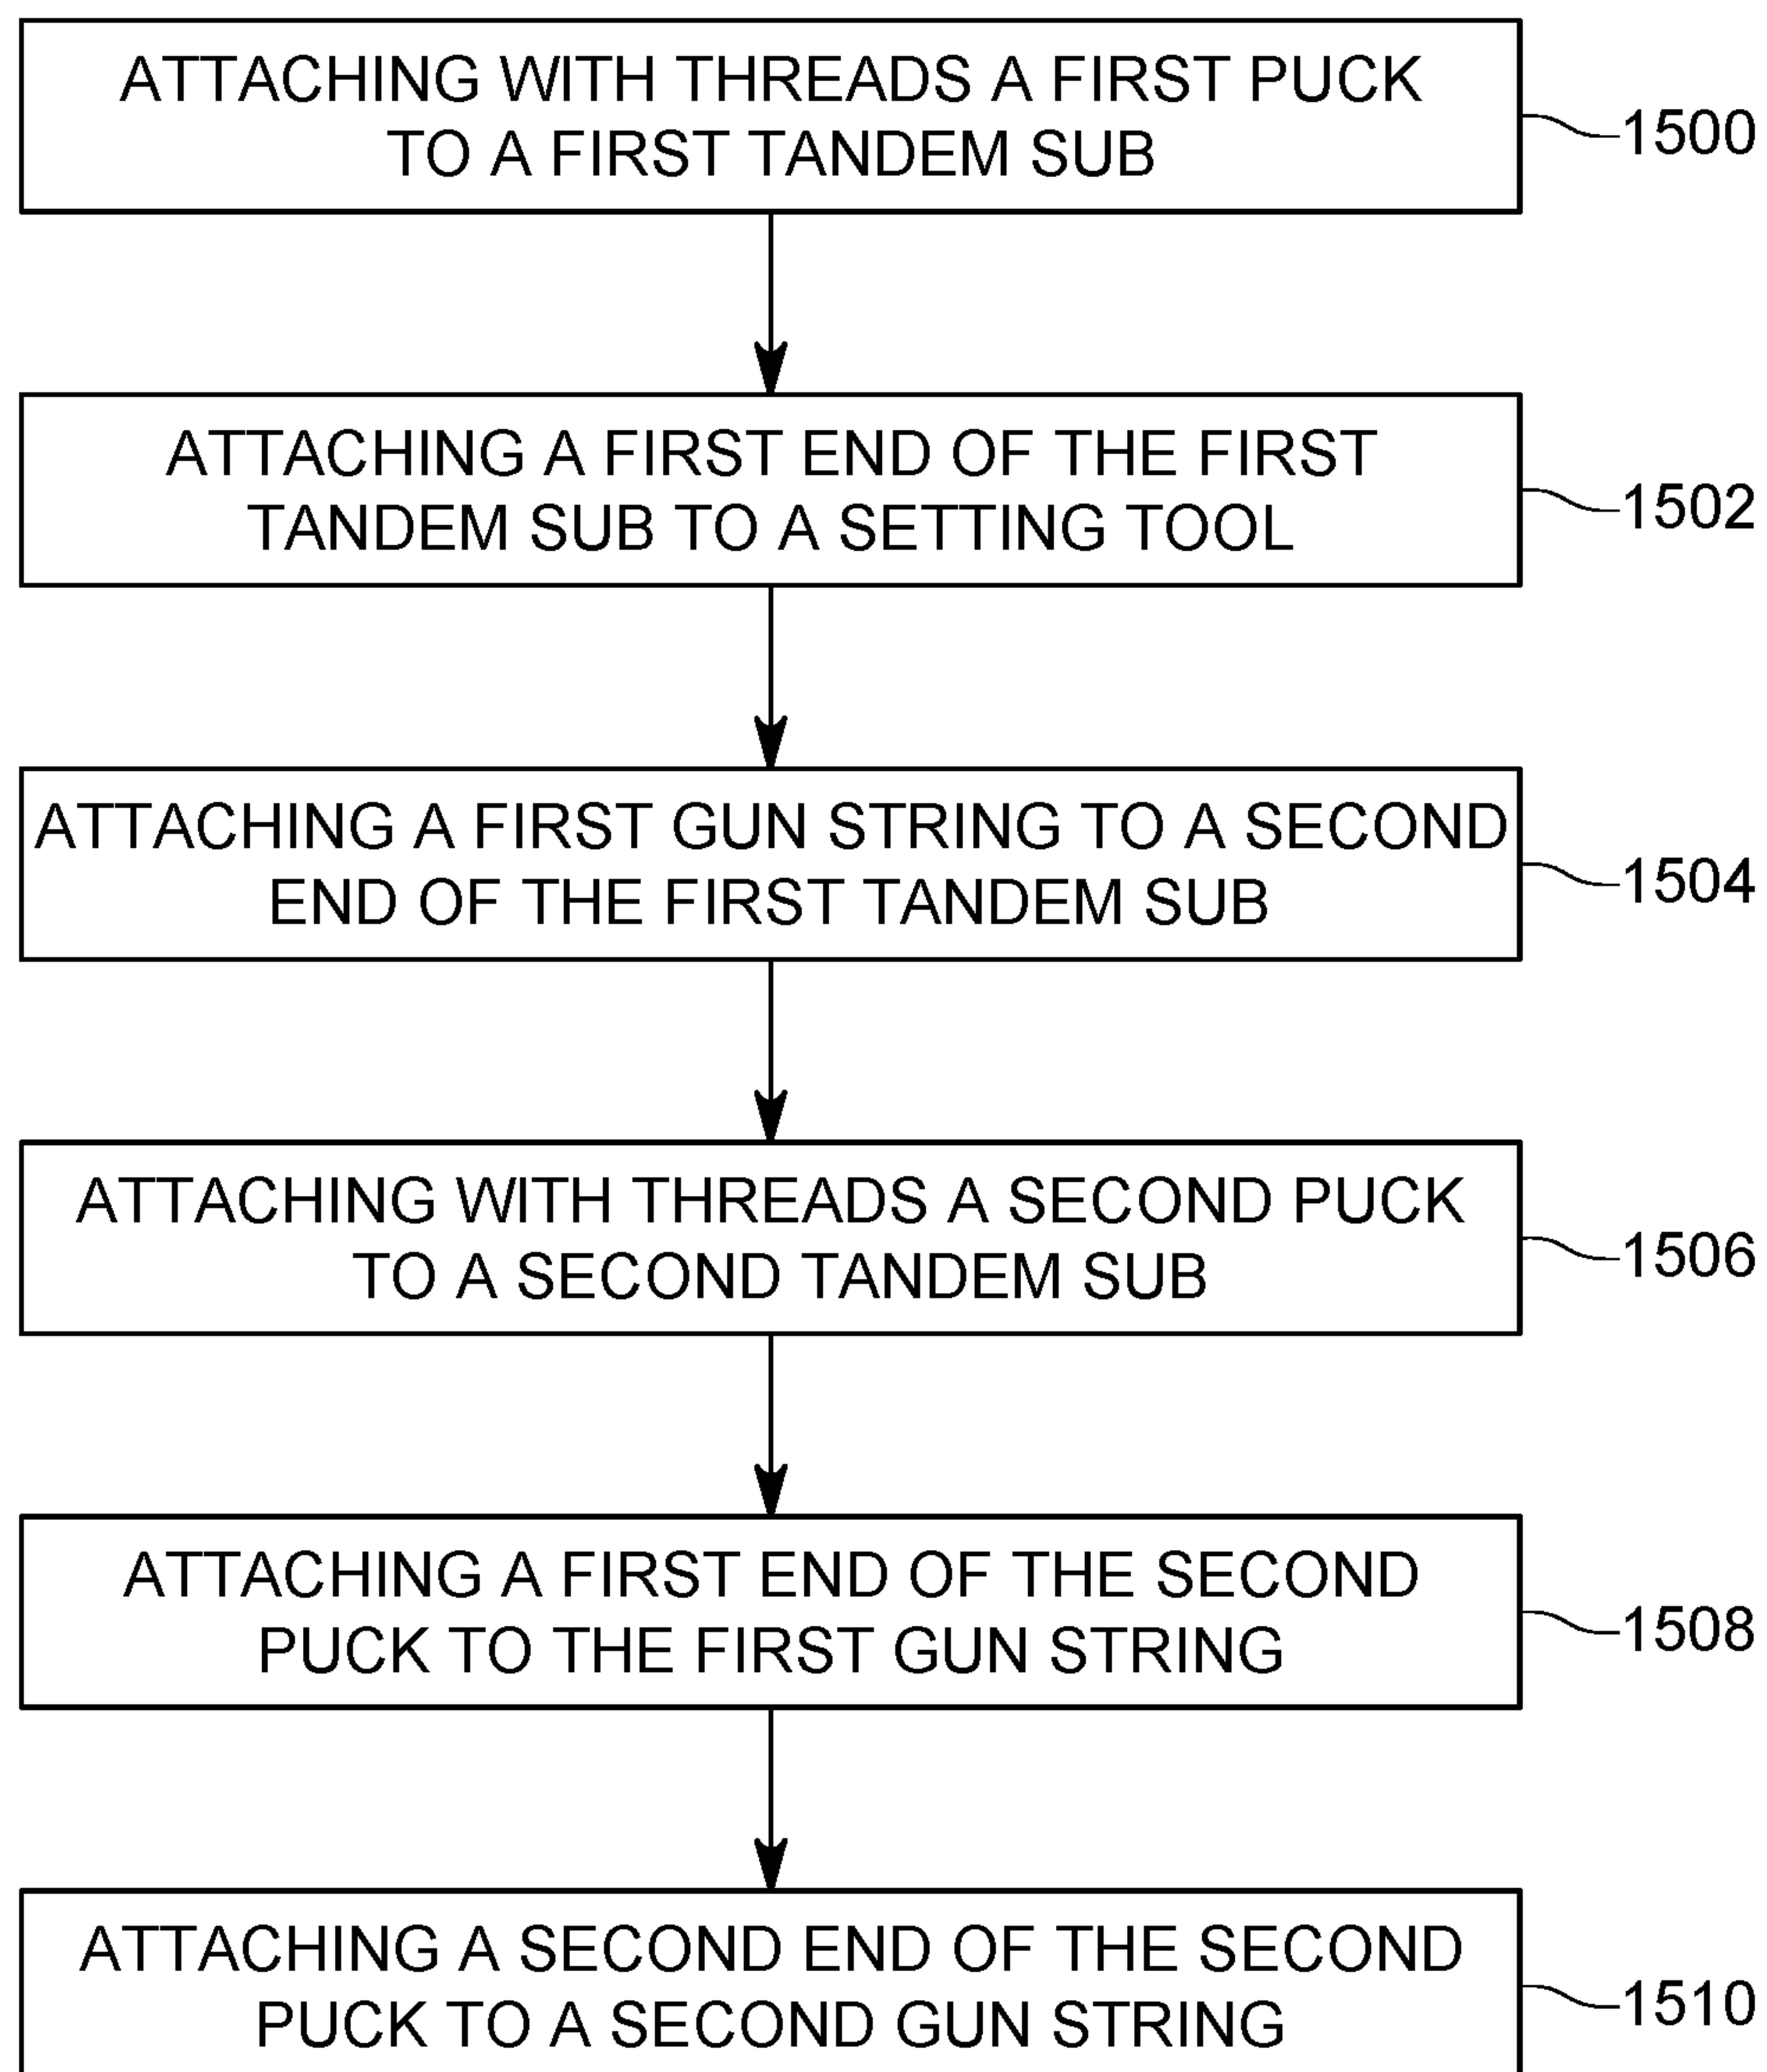 ATTACHING WITH THREADS A FIRST PUCK
TO A FIRST TANDEM SUB
1500
ATTACHING A FIRST END OF THE FIRST
TANDEM SUB TO A SETTING TOOL
1502
ATTACHING A FIRST GUN STRING TO A SECOND
END OF THE FIRST TANDEM SUB
1504
ATTACHING WITH THREADS A SECOND PUCK
TO A SECOND TANDEM SUB
1506
ATTACHING A FIRST END OF THE SECOND
PUCK TO THE FIRST GUN STRING
1508
ATTACHING A SECOND END OF THE SECOND
PUCK TO A SECOND GUN STRING
1510